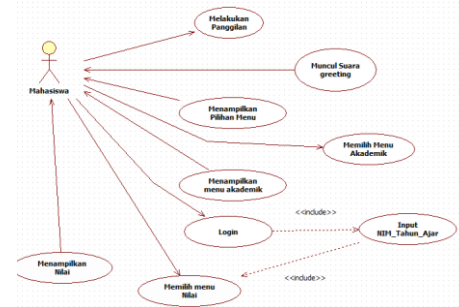 Melakukan
Panggilan
Mahasiswa
Muncul Suara
greeting
Menampilkan
Pilihan Menu
Memilih Menu
Akademik
Menampilkan
menu akademik
Login
<<include>>
Input
NIM_Tahun_Ajar
Menampilkan
Nilai
Memilih menu
Nilai
<<include>>